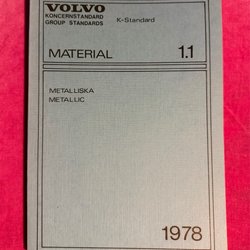 VOLVO
KONCERNSTANDARD K-Standard
GROUP STANDARDS
MATERIAL 1.1
METALLISKA
METALLIC
1978